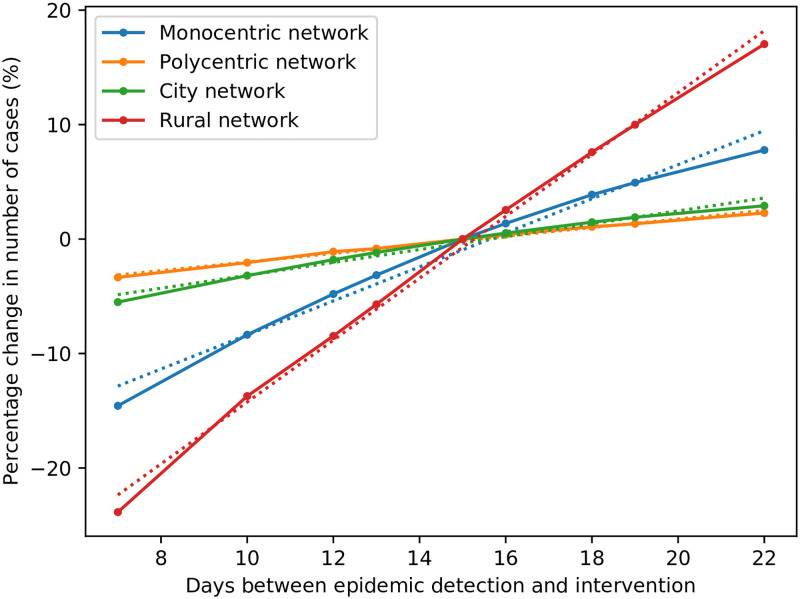 Monocentric network
Polycentric network
City network
Rural network
Percentage change in number of cases (%)
20
10
0
−10
−20
8 10 12 14 16 18 20 22
Days between epidemic detection and intervention